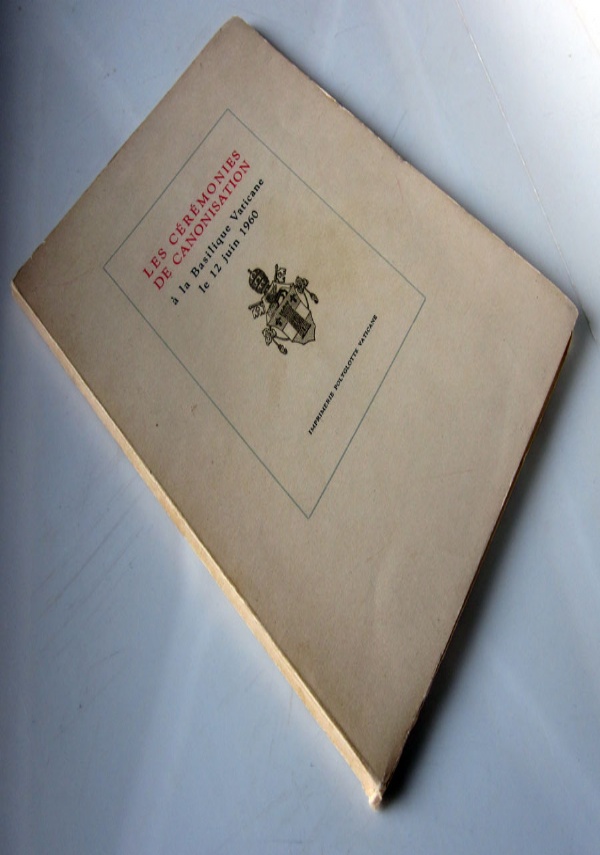 LES CÉRÉMONIES
DE CANONISATION
à la Basilique Vaticane
le 12 juin 1960
IMPRIMERIE POLYGLOTTE VATICANE